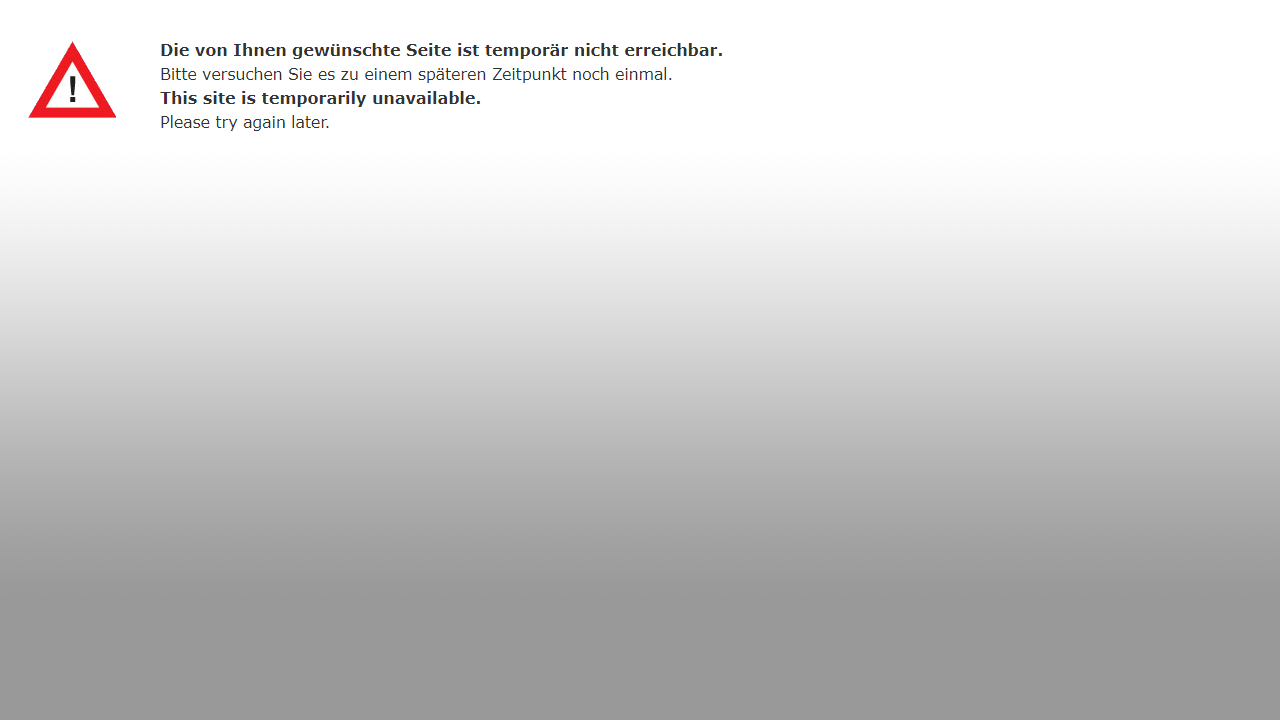 Die von Ihnen gewünschte Seite ist temporär nicht erreichbar.
Bitte versuchen Sie es zu einem späteren Zeitpunkt noch einmal.
This site is temporarily unavailable.
Please try again later.
!